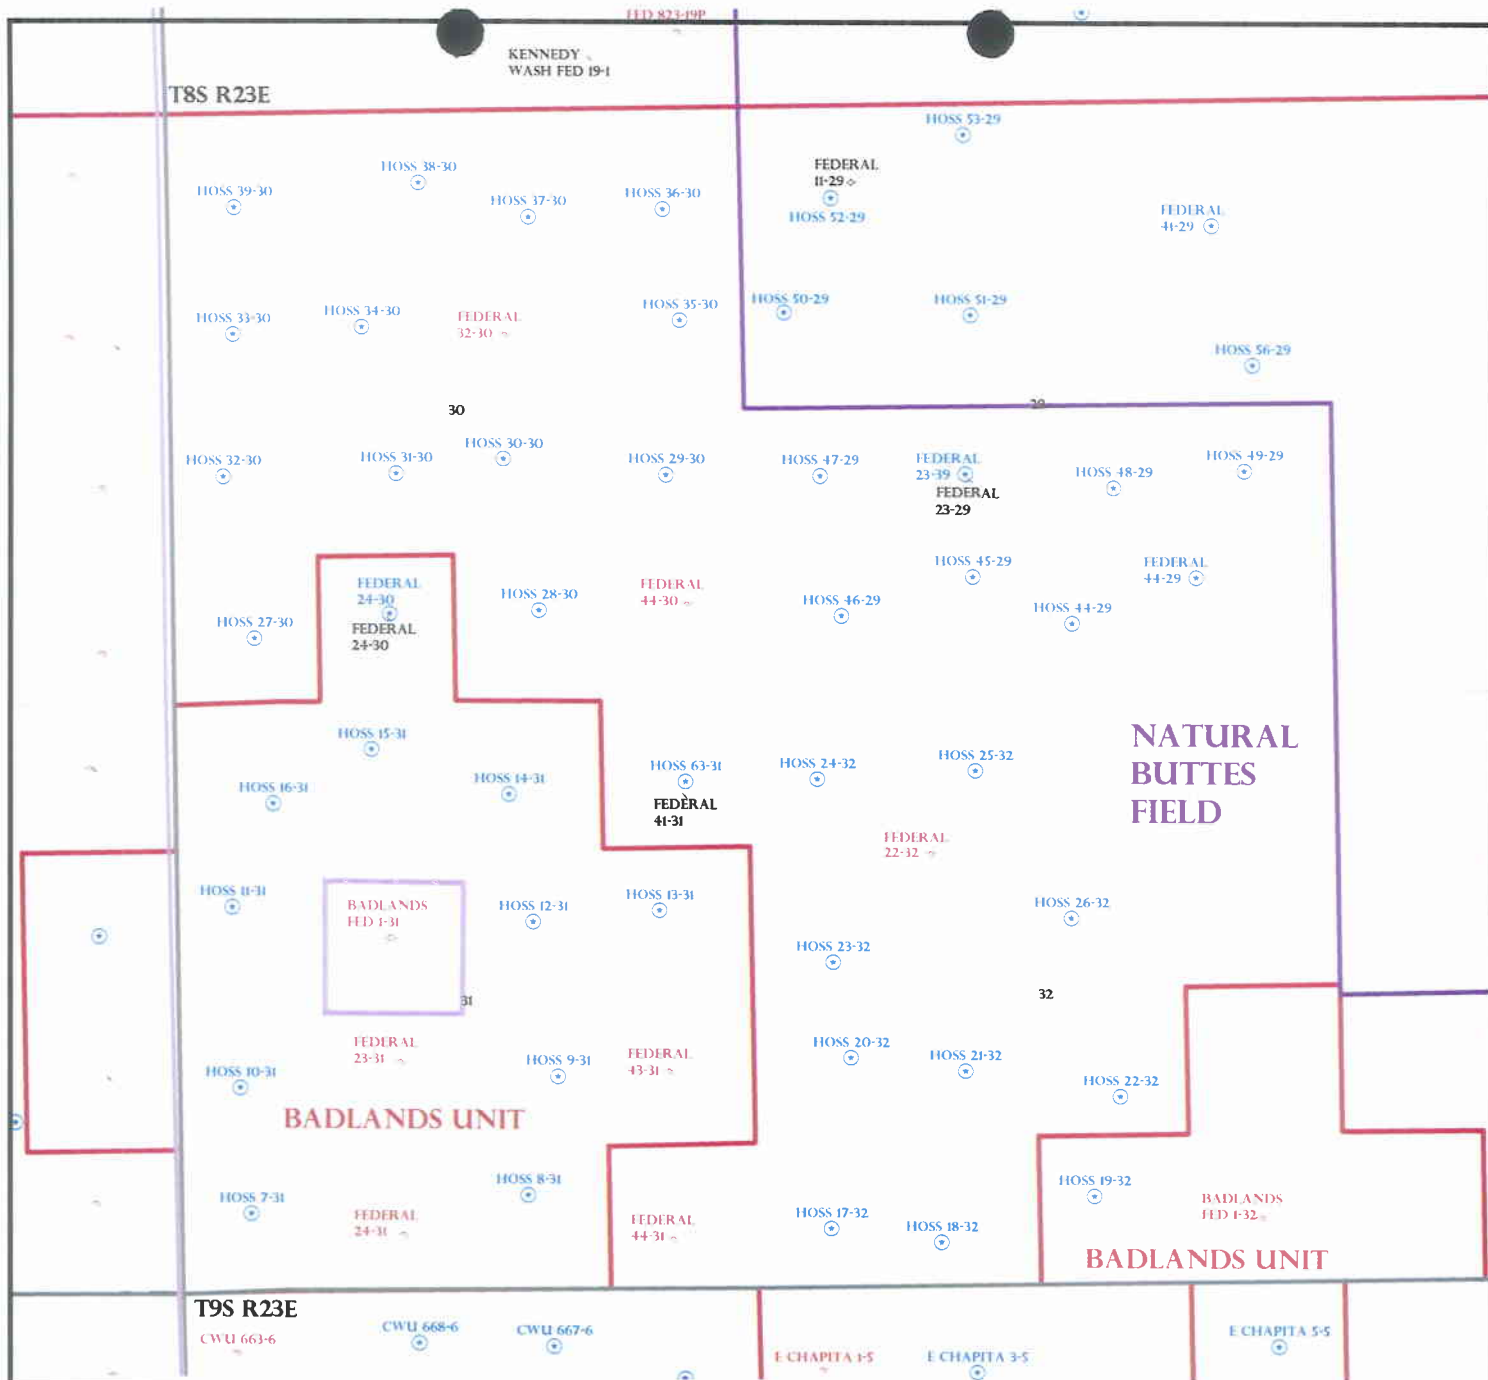 FED 823-19P
KENNEDY
WASH FED 19-1
T8S R23E
HOSS 53-29
HOSS 38-30
FEDERAL
11-29
HOSS 39-30
HOSS 37-30
HOSS 36-30
HOSS 52-29
FEDERAL
41-29
HOSS 33-30
HOSS 34-30
FEDERAL
32-30
HOSS 35-30
HOSS 50-29
HOSS 51-29
HOSS 56-29
30
29
HOSS 32-30
HOSS 31-30
HOSS 30-30
HOSS 29-30
HOSS 47-29
FEDERAL
23-39
FEDERAL
23-29
HOSS 48-29
HOSS 49-29
HOSS 45-29
FEDERAL
44-29
FEDERAL
24-30
FEDERAL
24-30
HOSS 28-30
FEDERAL
44-30
HOSS 46-29
HOSS 44-29
HOSS 27-30
HOSS 15-31
HOSS 16-31
HOSS 14-31
HOSS 63-31
FEDERAL
41-31
HOSS 24-32
HOSS 25-32
NATURAL
BUTTES
FIELD
FEDERAL
22-32
HOSS 11-31
BADLANDS
FED 1-31
HOSS 12-31
HOSS 13-31
HOSS 26-32
HOSS 23-32
31
32
FEDERAL
23-31
HOSS 10-31
HOSS 9-31
FEDERAL
43-31
HOSS 20-32
HOSS 21-32
HOSS 22-32
BADLANDS UNIT
HOSS 7-31
FEDERAL
24-31
HOSS 8-31
FEDERAL
44-31
HOSS 17-32
HOSS 18-32
HOSS 19-32
BADLANDS
FED 1-32
BADLANDS UNIT
T9S R23E
CWU 663-6
CWU 668-6
CWU 667-6
E CHAPITA 1-5
E CHAPITA 3-5
E CHAPITA 5-5